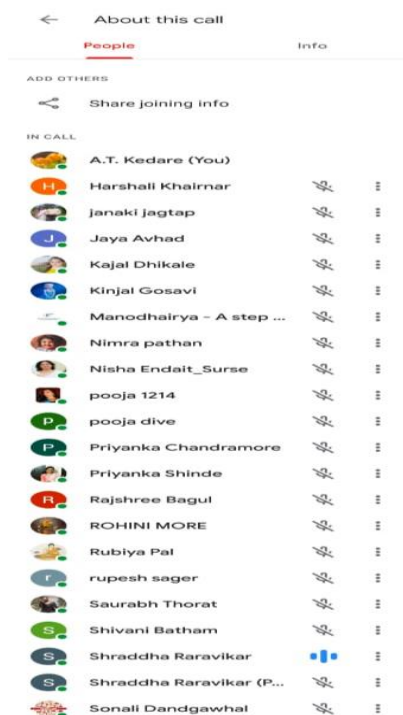 About this call
People Info
ADD OTHERS
Share joining info
IN CALL
A.T. Kedare (You)
H Harshali Khairnar
janaki jagtap
J Jaya Avhad
Kajal Dhikale
Kinjal Gosavi
Manodhairya - A step ...
Nimra pathan
Nisha Endait_Surse
pooja 1214
P pooja dive
P Priyanka Chandramore
Priyanka Shinde
R Rajshree Bagul
ROHINI MORE
Rubiya Pal
r rupesh sager
Saurabh Thorat
S Shivani Batham
S Shraddha Raravikar
S Shraddha Raravikar (P...
Sonali Dandgawhal